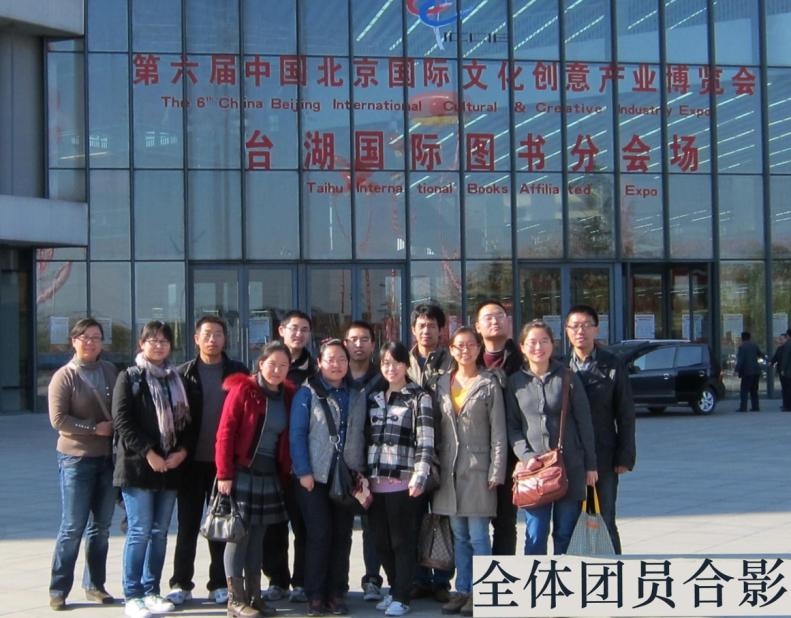 ICCIE
第六届中国北京国际文化创意产业博览会
The 6th China Beijing International Cultural & Creative Industry Expo
台湖国际图书分会场
Taihu International Books Affiliated Expo
全体团员合影